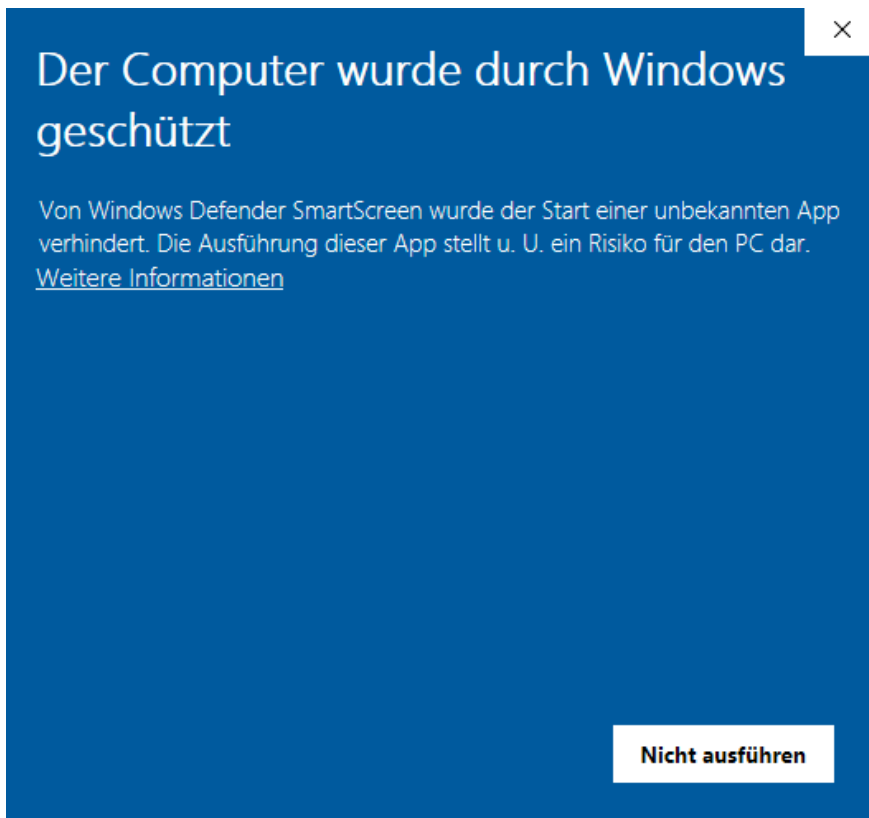 Der Computer wurde durch Windows
geschützt
Von Windows Defender SmartScreen wurde der Start einer unbekannten App
verhindert. Die Ausführung dieser App stellt u. U. ein Risiko für den PC dar.
Weitere Informationen
Nicht ausführen